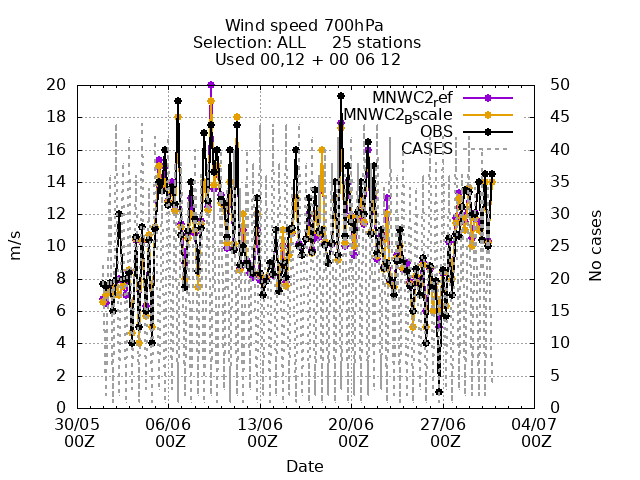 Wind speed 700hPa
Selection: ALL 25 stations
Used 00,12 + 00 06 12
MNWC2ref
MNWC2Bscale
OBS
CASES
20
18
16
14
12
10
8
6
4
2
0
50
45
40
35
30
25
20
15
10
5
0
m/s
No cases
30/05 06/06 13/06 20/06 27/06 04/07
00Z 00Z 00Z 00Z 00Z 00Z
Date